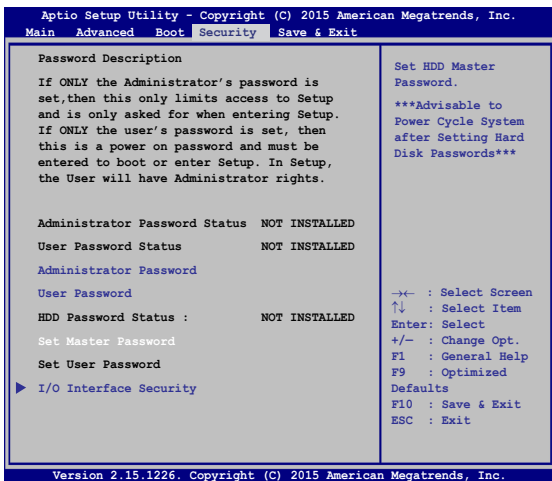 Aptio Setup Utility - Copyright (C) 2015 American Megatrends, Inc.
Main Advanced Boot Security Save & Exit
Password Description
If ONLY the Administrator's password is
set,then this only limits access to Setup
and is only asked for when entering Setup.
If ONLY the user's password is set, then
this is a power on password and must be
entered to boot or enter Setup. In Setup,
the User will have Administrator rights.
Administrator Password Status NOT INSTALLED
User Password Status NOT INSTALLED
Administrator Password
User Password
HDD Password Status : NOT INSTALLED
Set Master Password
Set User Password
I/O Interface Security
Set HDD Master
Password.
***Advisable to
Power Cycle System
after Setting Hard
Disk Passwords***
→← : Select Screen
↑↓ : Select Item
Enter: Select
+/— : Change Opt.
F1 : General Help
F9 : Optimized
Defaults
F10 : Save & Exit
ESC : Exit
Version 2.15.1226. Copyright (C) 2015 American Megatrends, Inc.